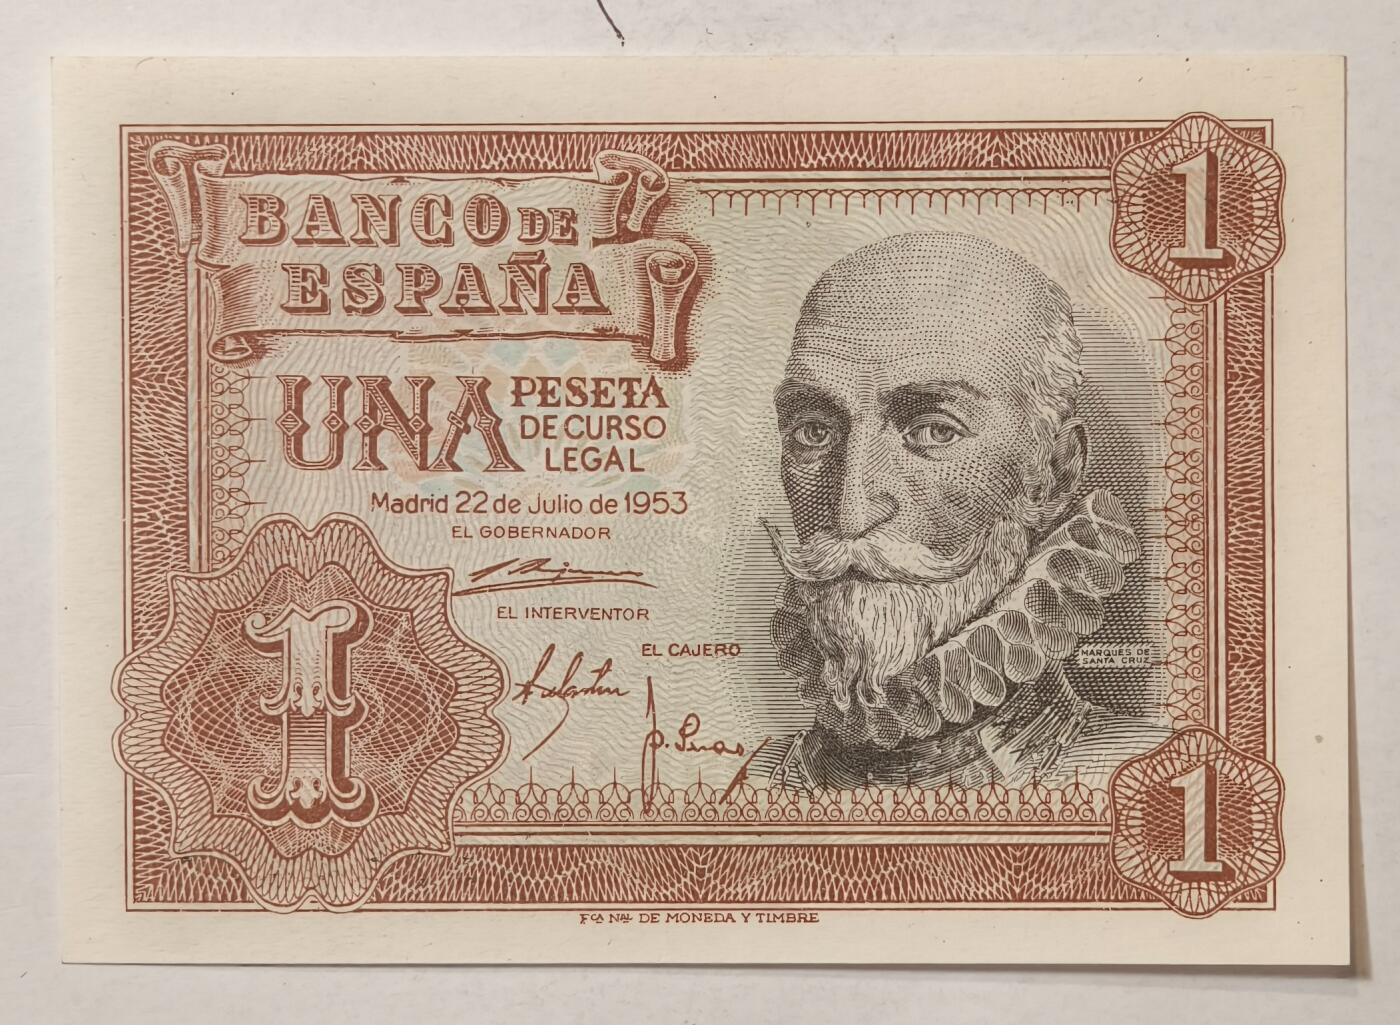 BANCO DE
ESPAÑA
1
UNA PESETA
DE CURSO
LEGAL
Madrid 22 de Julio de 1953
EL GOBERNADOR
EL INTERVENTOR
EL CAJERO
MARQUÉS DE
SANTA CRUZ
1
1
FCA NAL DE MONEDA Y TIMBRE